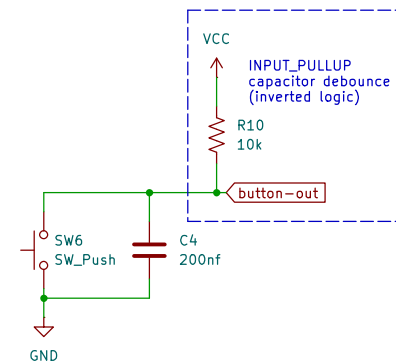 VCC
INPUT_PULLUP
capacitor debounce
(inverted logic)
R10
10k
button-out
SW6
SW_Push
C4
200nf
GND